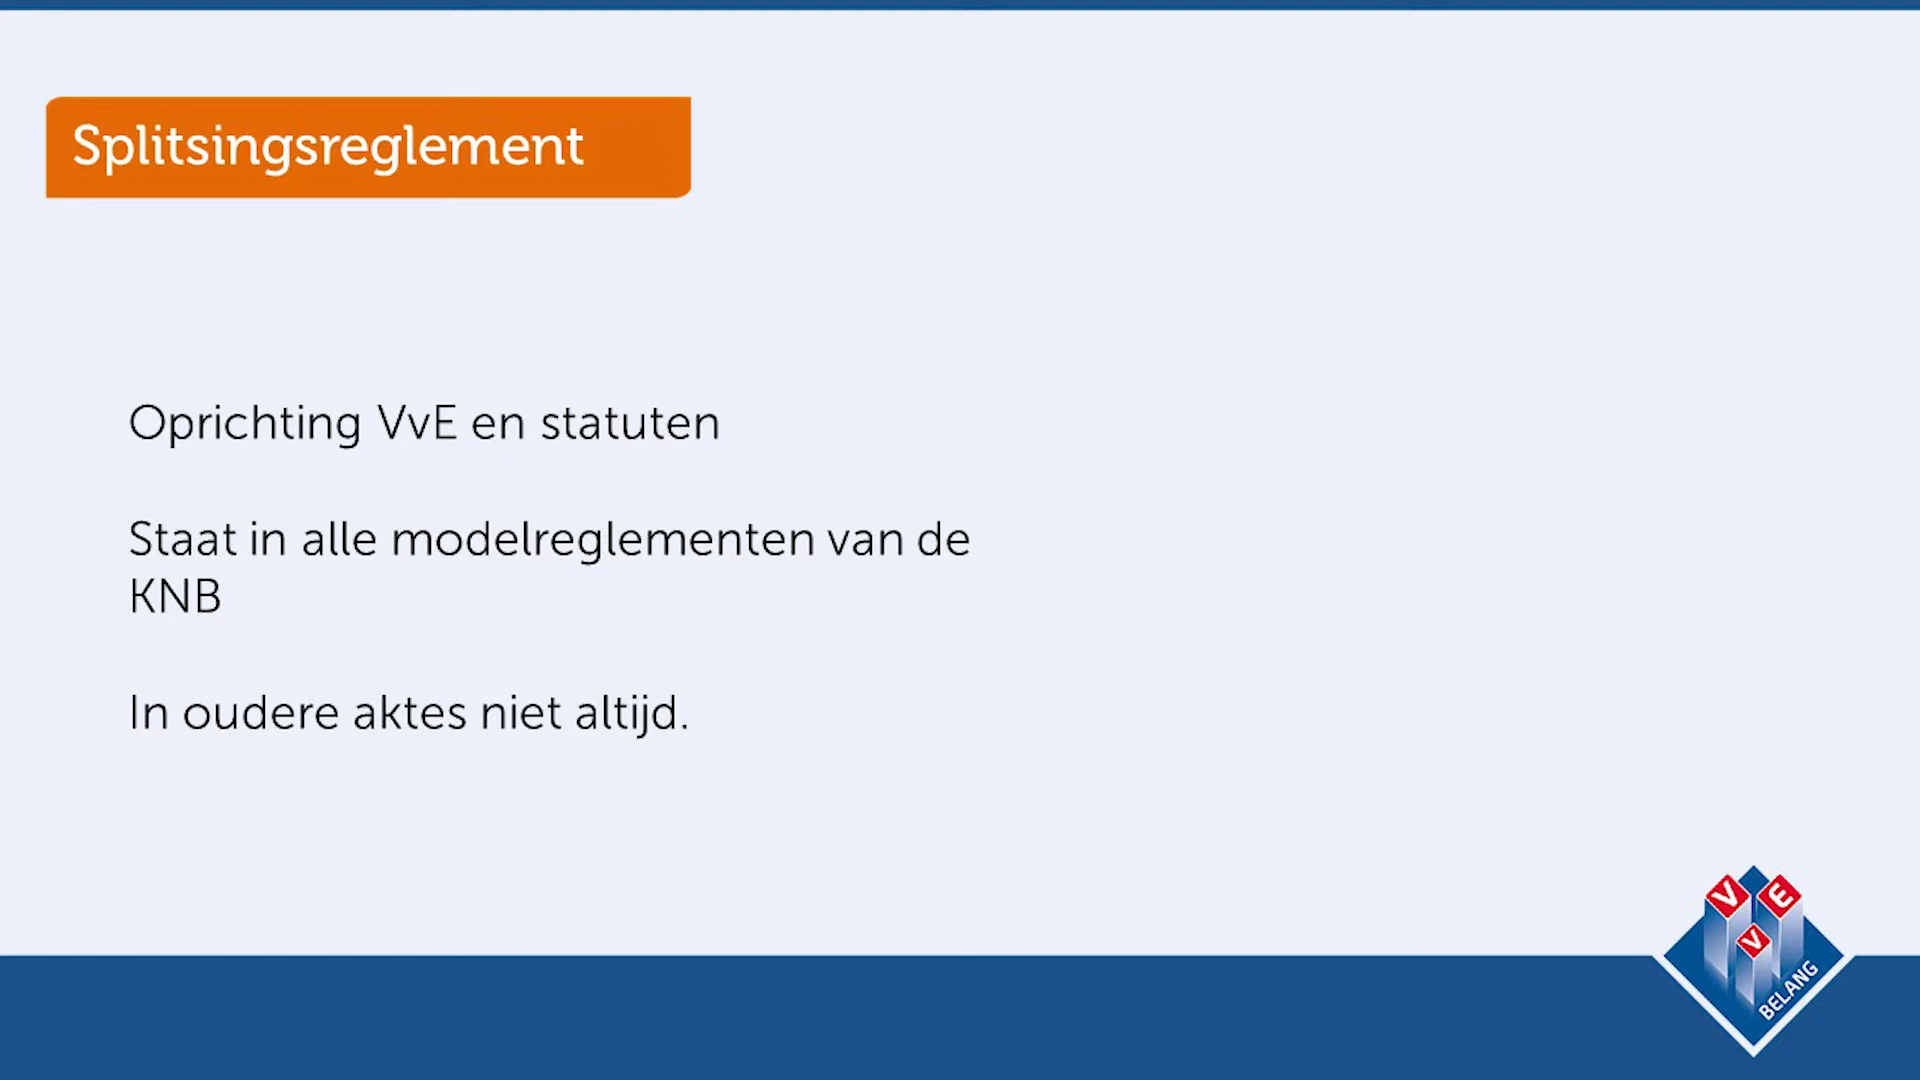 Splitsingsreglement
Oprichting VvE en statuten
Staat in alle modelreglementen van de
KNB
In oudere aktes niet altijd.
V E
V
BELANG